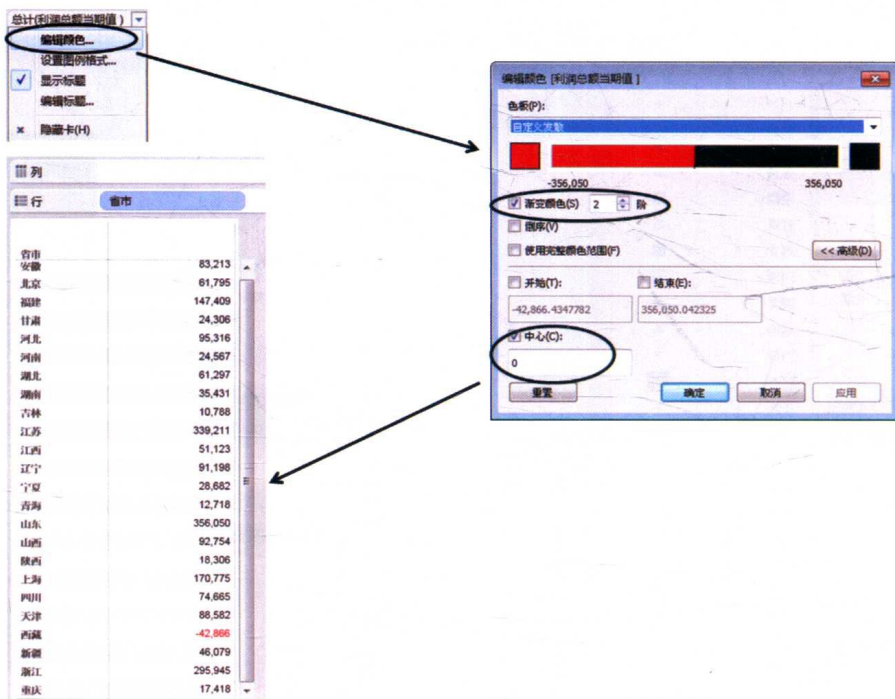 总计(利润总额当期值)
编辑颜色...
设置图例格式...
显示标题
编辑标题...
隐藏卡(H)
列
行 省市
省市
安徽 83,213
北京 61,795
福建 147,409
甘肃 24,306
河北 95,316
河南 24,567
湖北 61,297
湖南 35,431
吉林 10,788
江苏 339,211
江西 51,123
辽宁 91,198
宁夏 28,682
青海 12,718
山东 356,050
山西 92,754
陕西 18,306
上海 170,775
四川 74,665
天津 88,582
西藏 -42,866
新疆 46,079
浙江 295,945
重庆 17,418
编辑颜色 [利润总额当期值]
色板(P):
自定义发散
-356,050 356,050
渐变颜色(S) 2 阶
倒序(V)
使用完整颜色范围(F) << 高级(D)
开始(T): 结束(E):
-42,866.4347782 356,050.042325
中心(C):
0
重置 确定 取消 应用